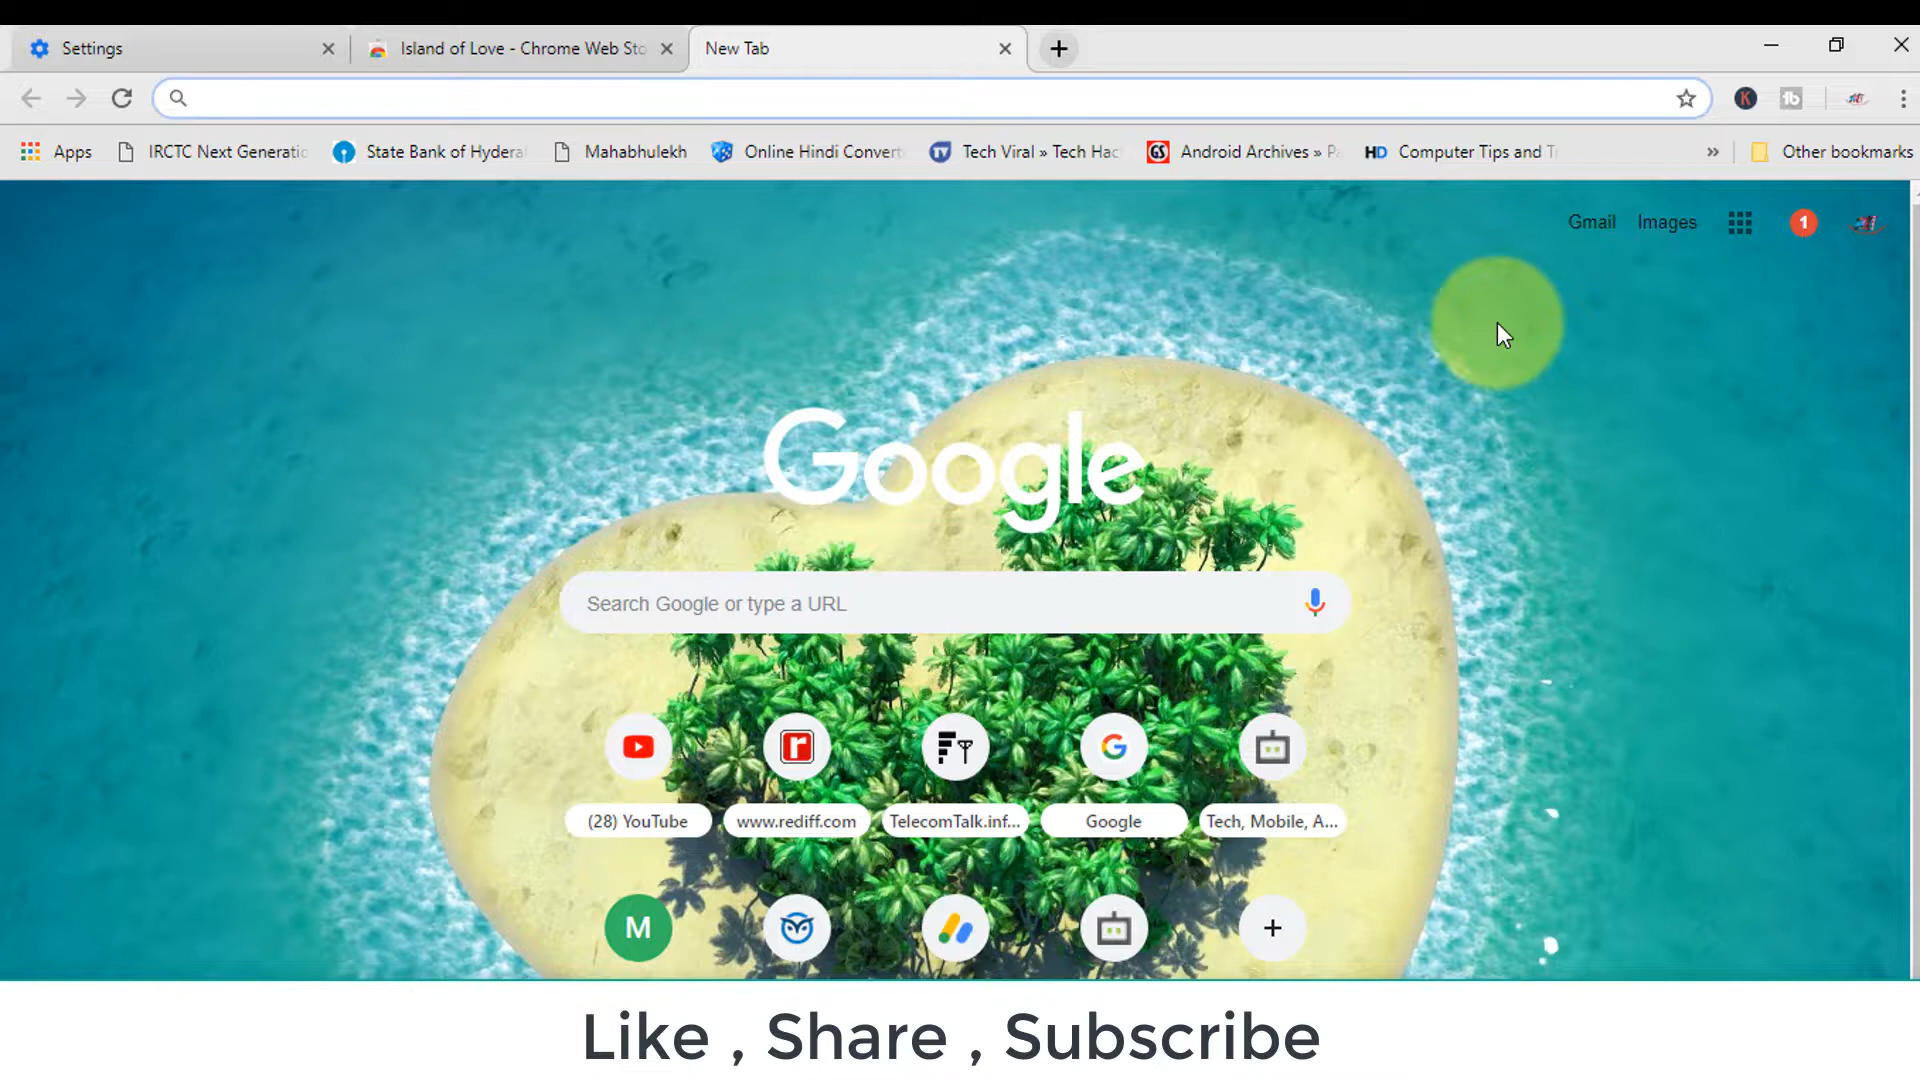 Settings
Island of Love - Chrome Web Sto
New Tab
Apps
IRCTC Next Generatio
State Bank of Hydera
Mahabhulekh
Online Hindi Convert
Tech Viral » Tech Hac
Android Archives » P
HD
Computer Tips and T
»
Other bookmarks
Gmail
Images
1
Google
Search Google or type a URL
(28) YouTube
www.rediff.com
TelecomTalk.inf...
Google
Tech, Mobile, A...
M
Like , Share , Subscribe